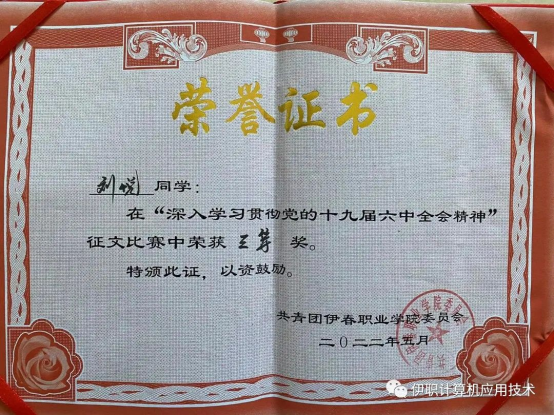 荣誉证书
刘悦 同学：
在“深入学习贯彻党的十九届六中全会精神”
征文比赛中荣获 三等 奖。
特颁此证，以资鼓励。
共青团伊春职业学院委员会
二〇二二年五月
伊职计算机应用技术